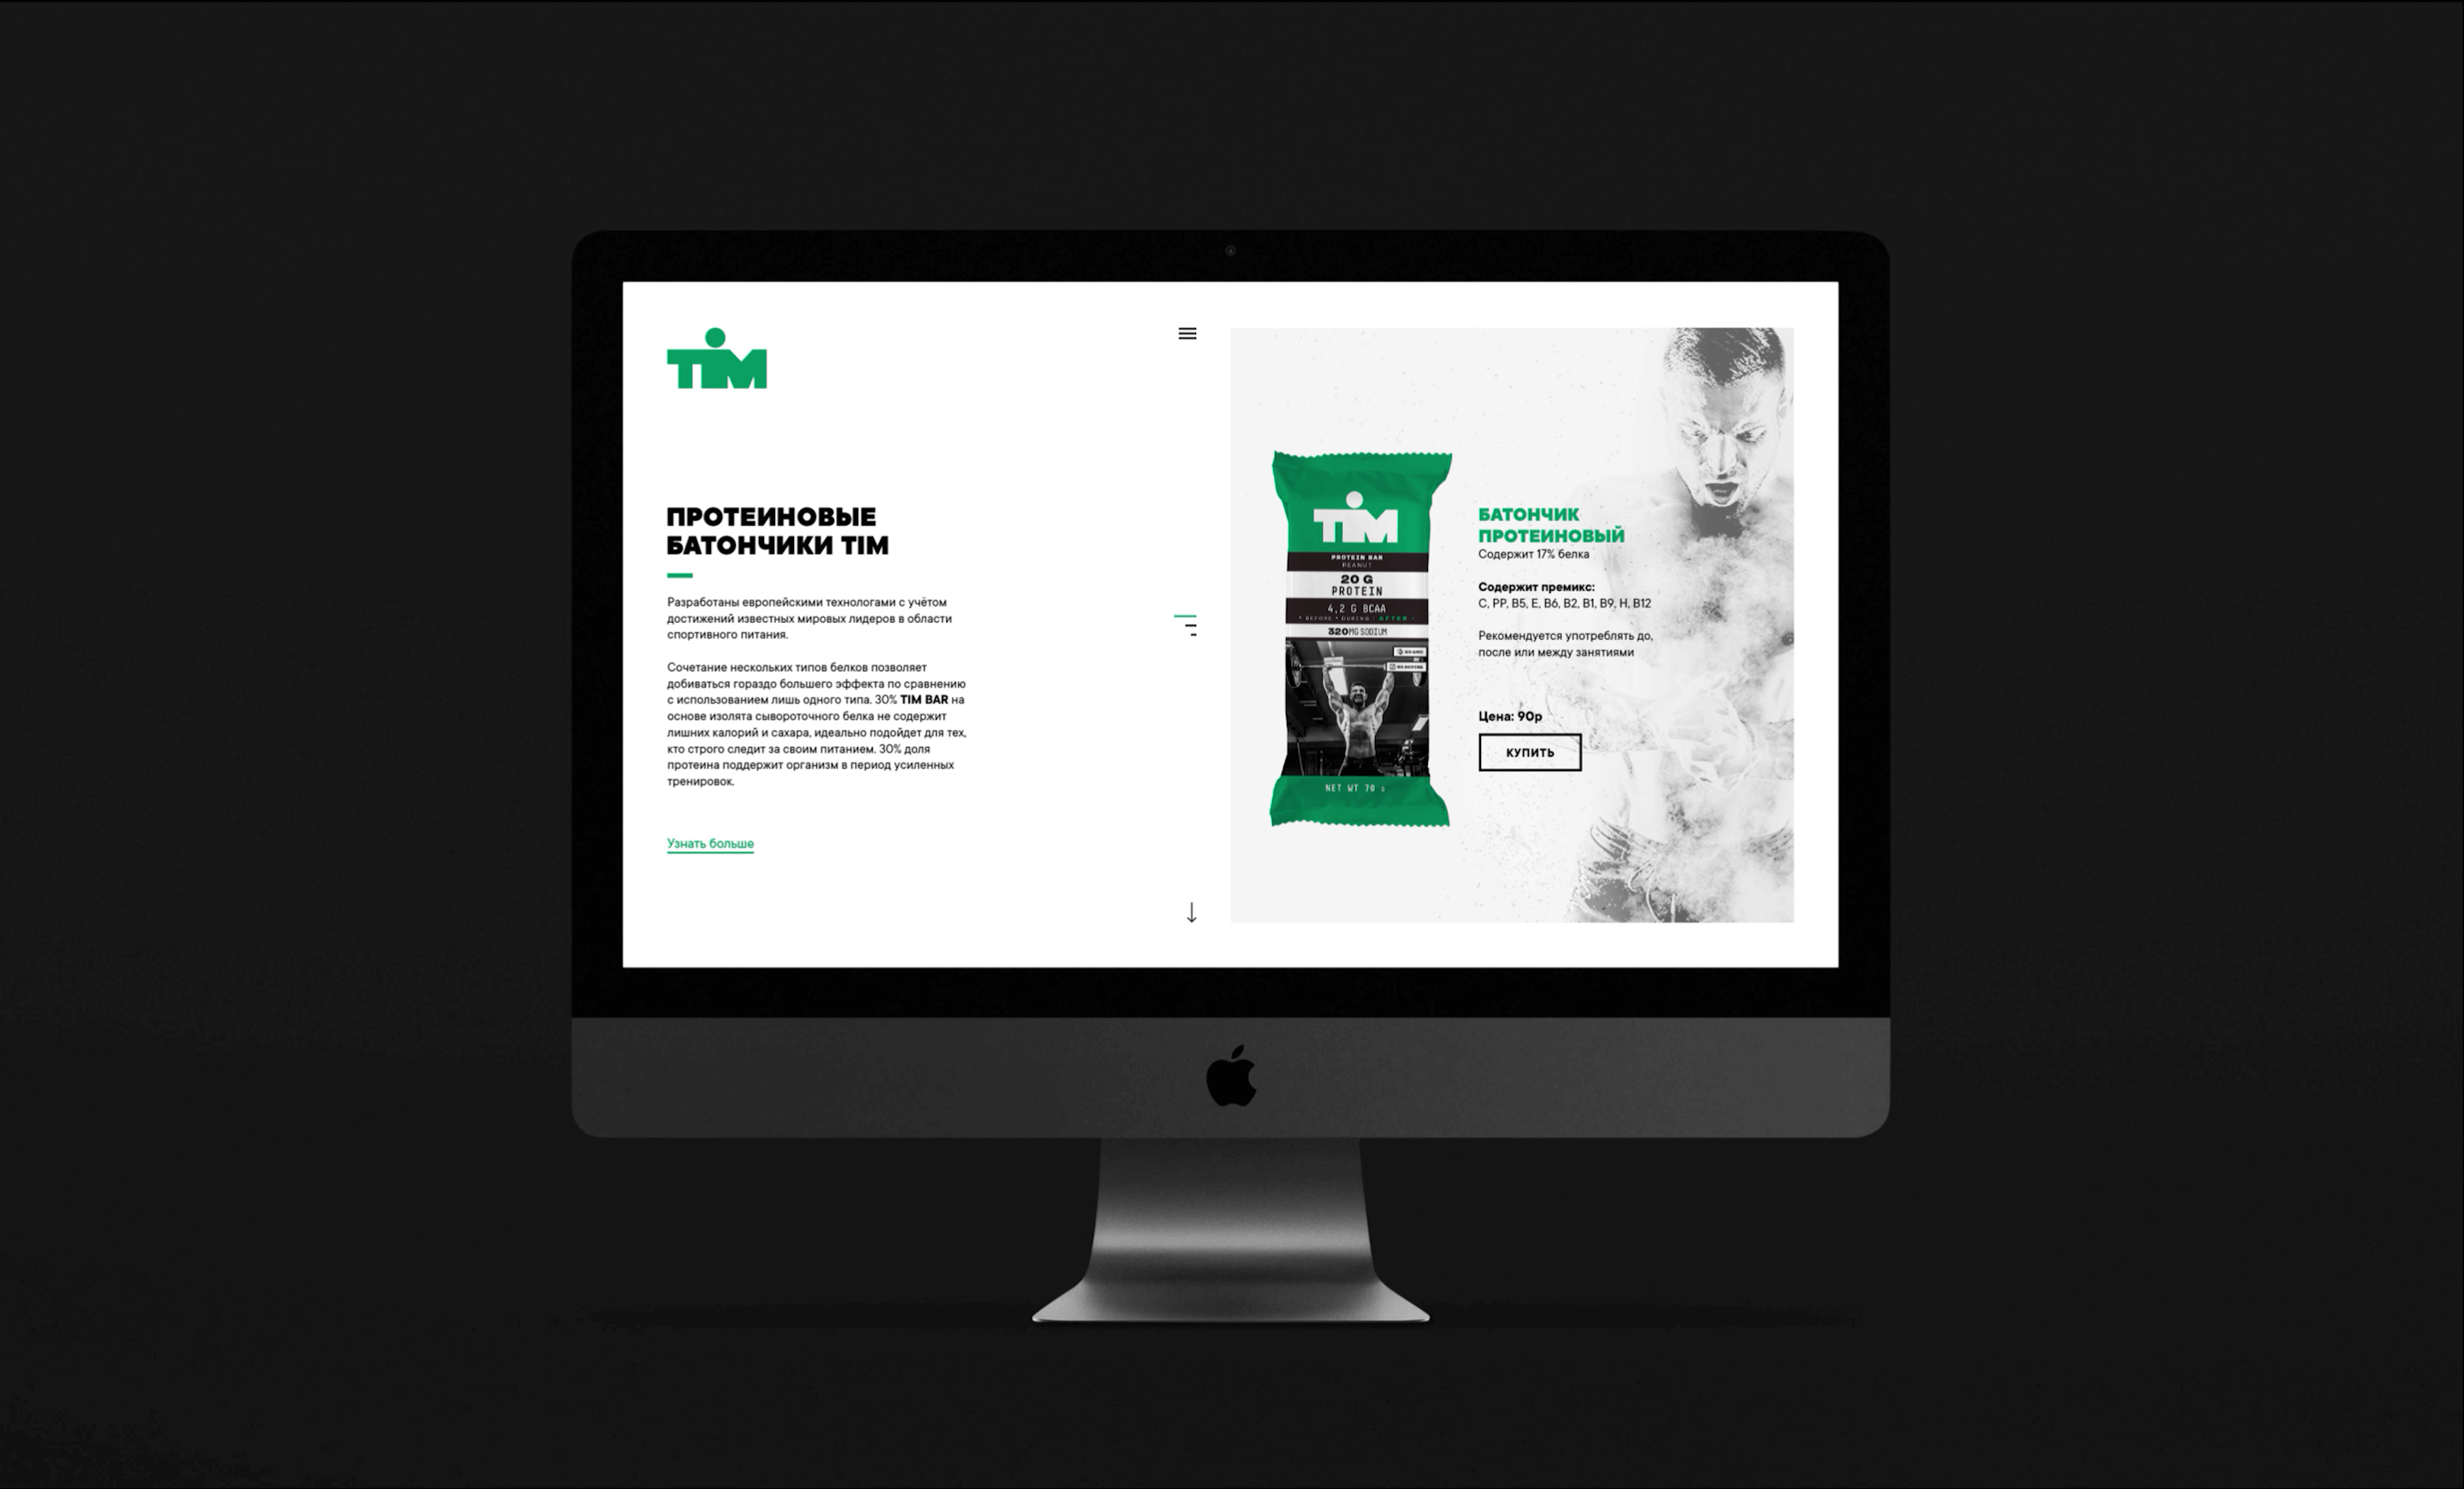 TIM
ПРОТЕИНОВЫЕ
БАТОНЧИКИ TIM
Разработаны европейскими технологами с учётом
достижений известных мировых лидеров в области
спортивного питания.
Сочетание нескольких типов белков позволяет
добиваться гораздо большего эффекта по сравнению
с использованием лишь одного типа. 30% TIM BAR на
основе изолята сывороточного белка не содержит
лишних калорий и сахара, идеально подойдет для тех,
кто строго следит за своим питанием. 30% доля
протеина поддержит организм в период усиленных
тренировок.
Узнать больше
TIM
PROTEIN BAR
PEANUT
20 G
PROTEIN
4,2 G BCAA
• BEFORE • DURING • AFTER •
320MG SODIUM
NET WT 70 G
БАТОНЧИК
ПРОТЕИНОВЫЙ
Содержит 17% белка
Содержит премикс:
C, PP, B5, E, B6, B2, B1, B9, H, B12
Рекомендуется употреблять до,
после или между занятиями
Цена: 90р
КУПИТЬ